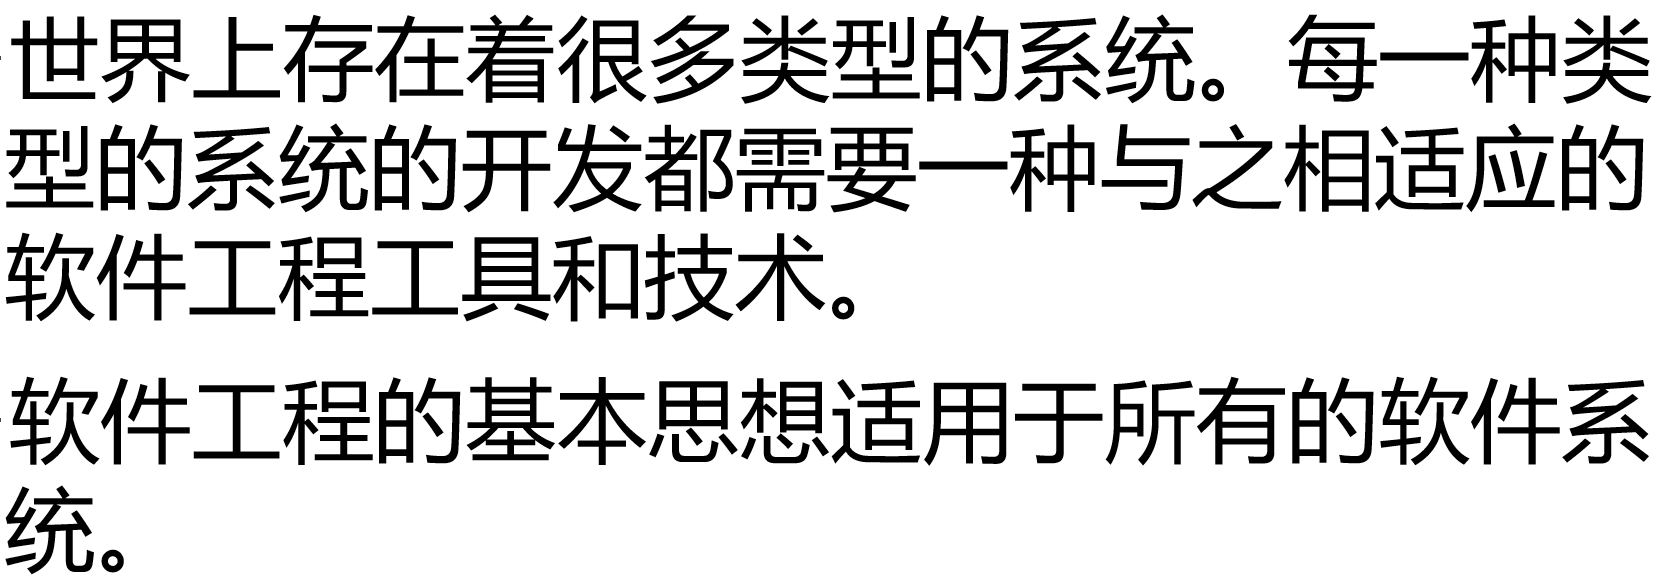 世界上存在着很多类型的系统。每一种类
型的系统的开发都需要一种与之相适应的
软件工程工具和技术。
软件工程的基本思想适用于所有的软件系
统。